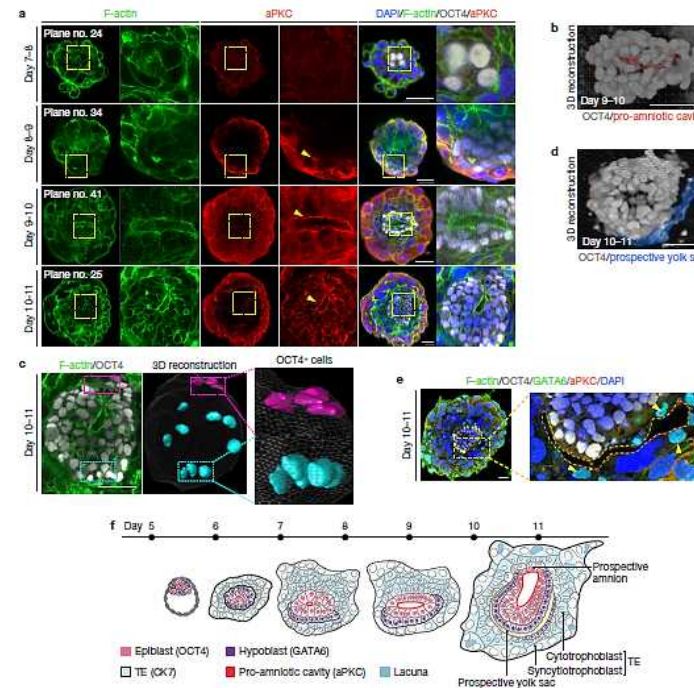 a
F-actin
aPKC
DAPI/F-actin/OCT4/aPKC
Day 7–8
Plane no. 24
Day 8–9
Plane no. 34
Day 9–10
Plane no. 41
Day 10–11
Plane no. 25
b
3D reconstruction
Day 9–10
OCT4/pro-amniotic cavi
d
3D reconstruction
Day 10–11
OCT4/prospective yolk s
c
F-actin/OCT4
3D reconstruction
OCT4⁺ cells
Day 10–11
e
F-actin/OCT4/GATA6/aPKC/DAPI
Day 10–11
f
Day 5 6 7 8 9 10 11
Prospective
amnion
Epiblast (OCT4)
Hypoblast (GATA6)
TE (CK7)
Pro-amniotic cavity (aPKC)
Lacuna
Cytotrophoblast
Syncytiotrophoblast
TE
Prospective yolk sac